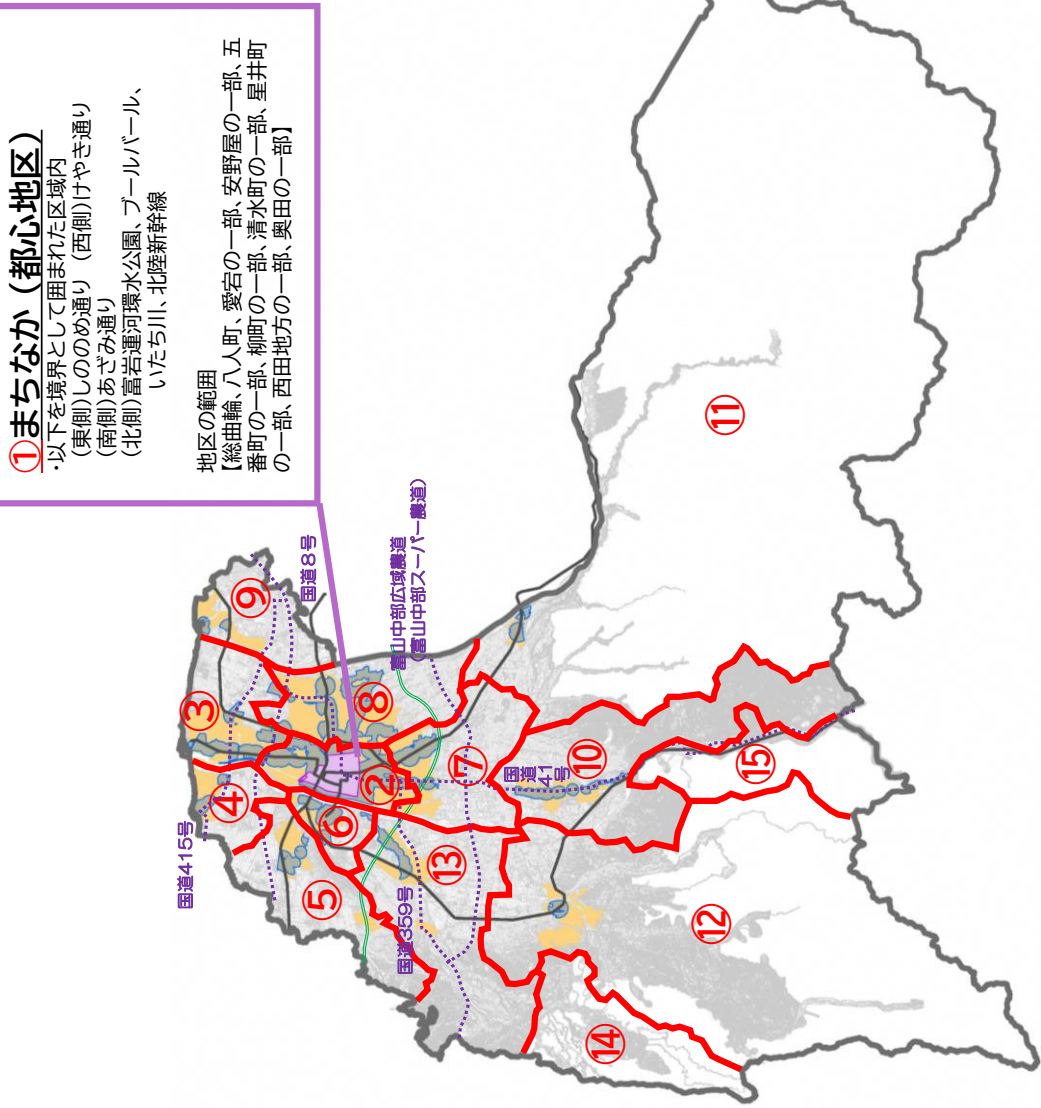 ①まちなか（都心地区）
・以下を境界として囲まれた区域内
(東側)しののめ通り　(西側)けやき通り
(南側)あざみ通り
(北側)富岩運河環水公園、ブールバール、
いたち川、北陸新幹線
地区の範囲
【総曲輪、八人町、愛宕の一部、安野屋の一部、五
番町の一部、柳町の一部、清水町の一部、星井町
の一部、西田地方の一部、奥田の一部】
国道415号
国道8号
富山中部広域農道
（富山中部スーパー農道）
国道359号
国道
41
号
②
③
④
⑤
⑥
⑦
⑧
⑨
⑩
⑪
⑫
⑬
⑭
⑮